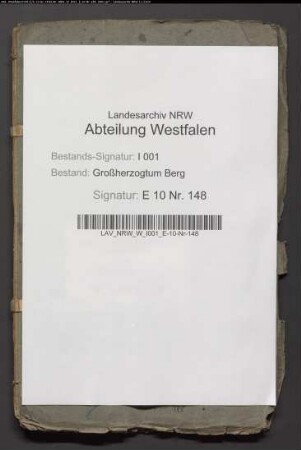 Landesarchiv NRW
Abteilung Westfalen
Bestands-Signatur: I 001
Bestand: Großherzogtum Berg
Signatur: E 10 Nr. 148
LAV_NRW_W_I001_E-10-Nr-148